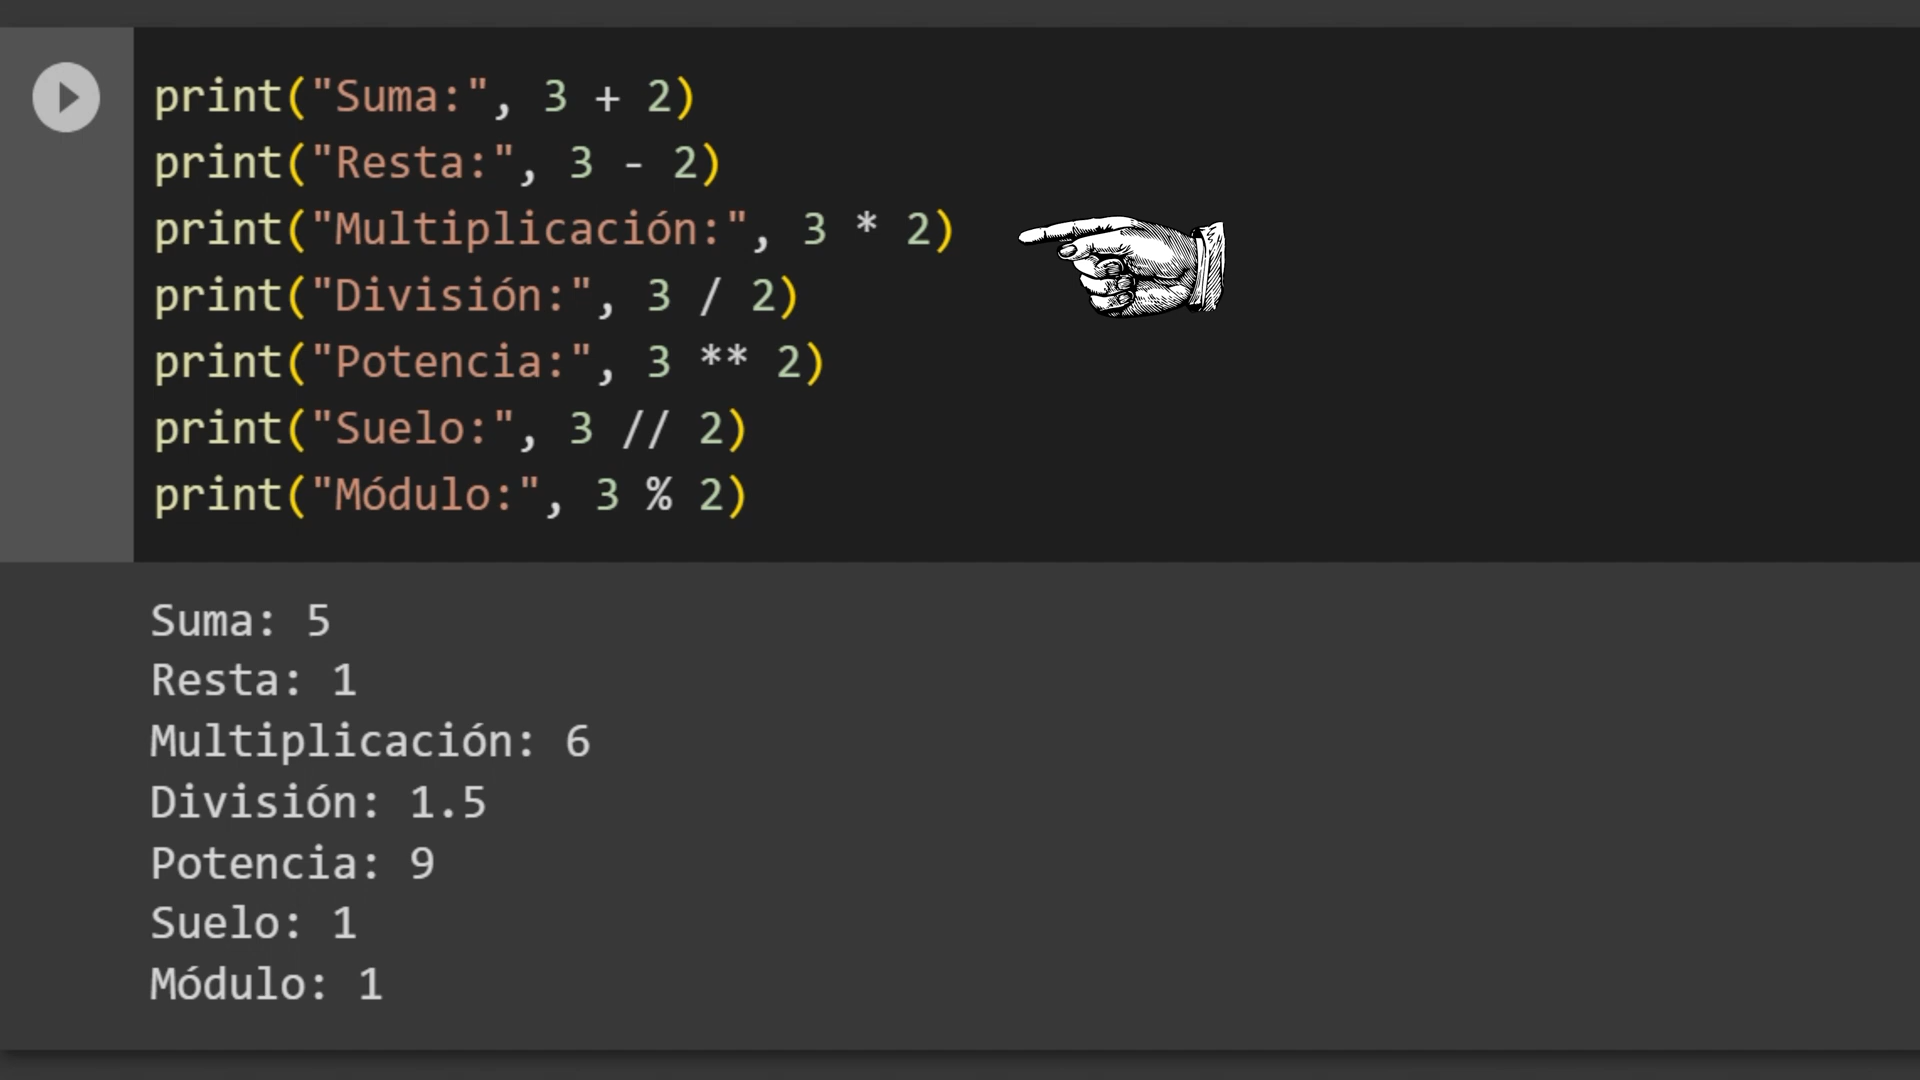 print("Suma:", 3 + 2)
print("Resta:", 3 - 2)
print("Multiplicación:", 3 * 2)
print("División:", 3 / 2)
print("Potencia:", 3 ** 2)
print("Suelo:", 3 // 2)
print("Módulo:", 3 % 2)
Suma: 5
Resta: 1
Multiplicación: 6
División: 1.5
Potencia: 9
Suelo: 1
Módulo: 1